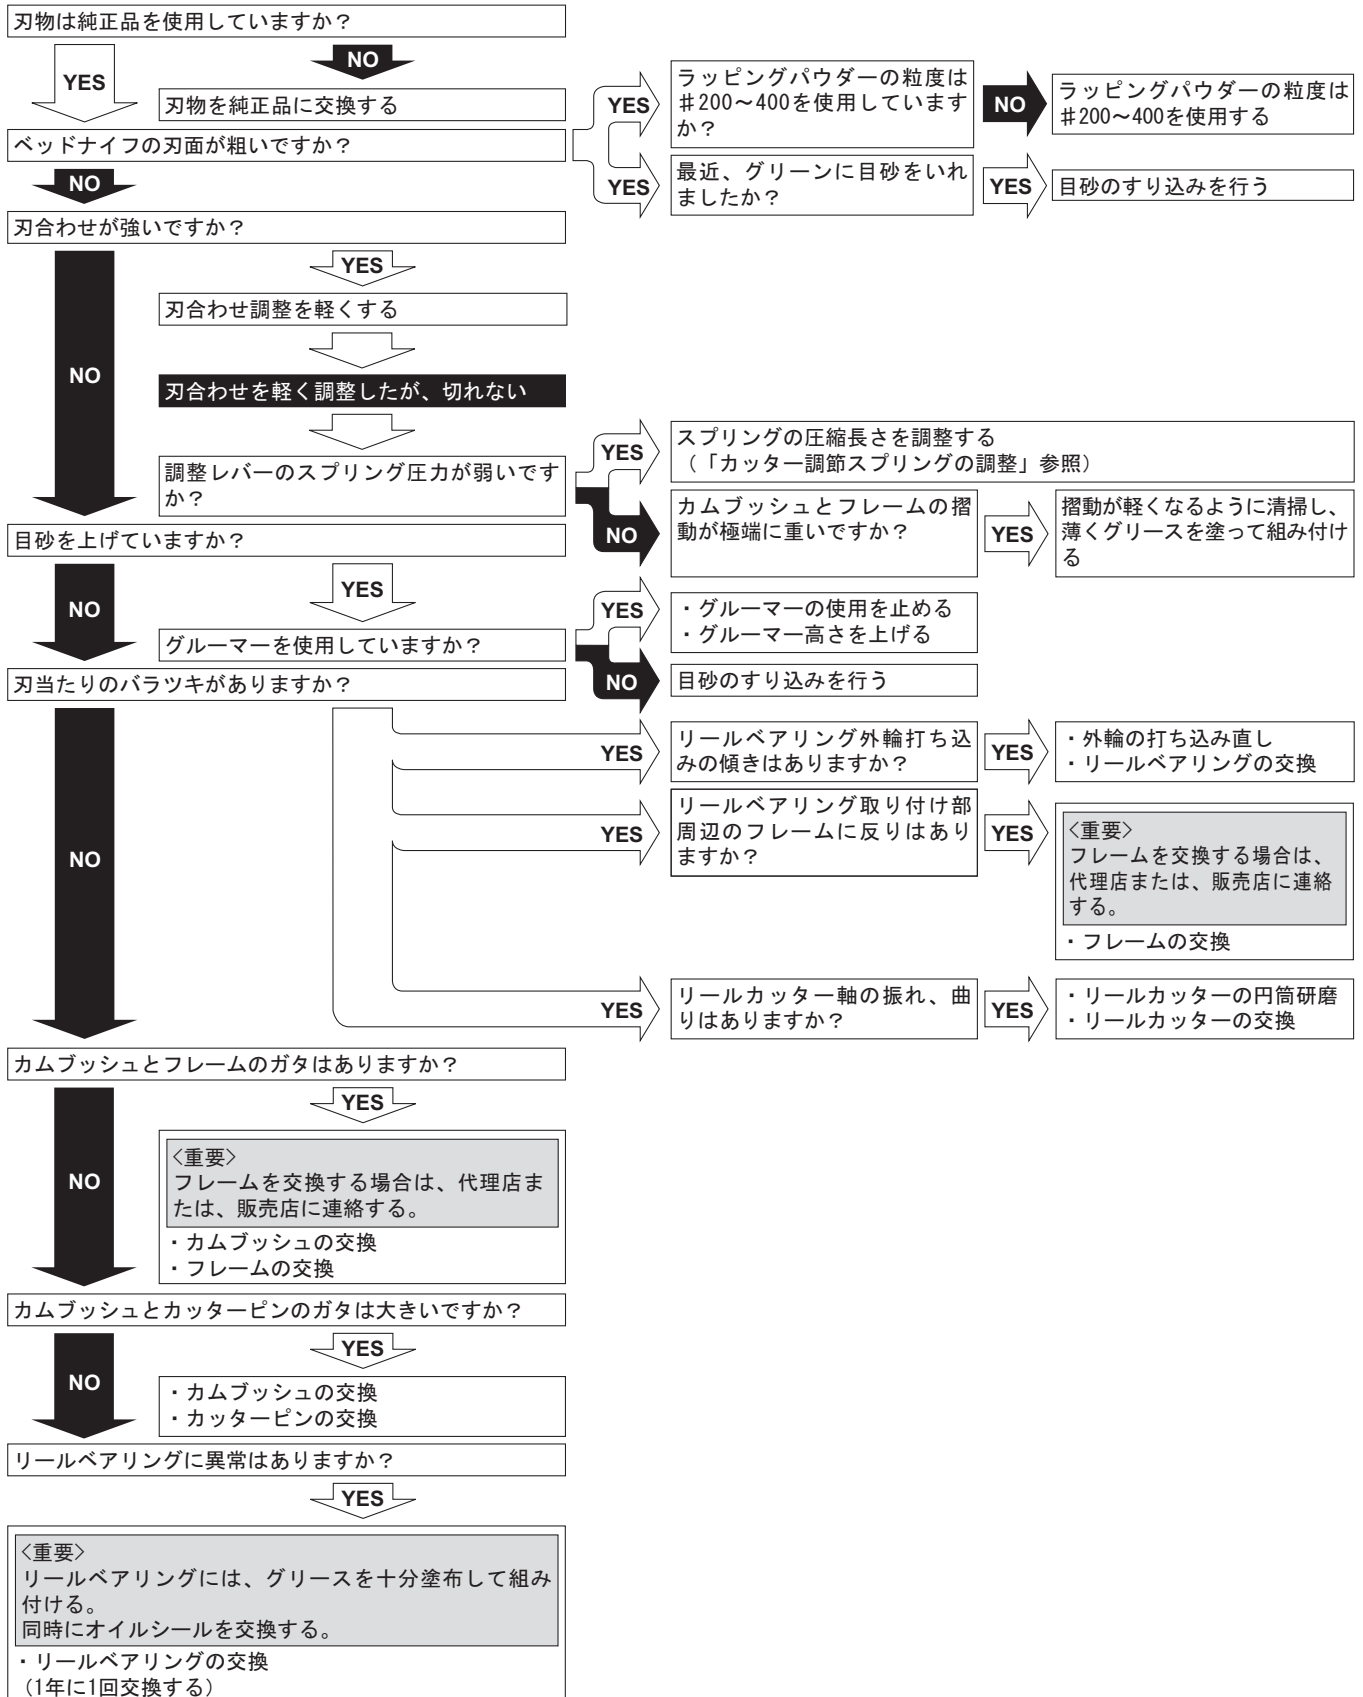 刃物は純正品を使用していますか？
YES
NO
刃物を純正品に交換する
ベッドナイフの刃面が粗いですか？
YES
ラッピングパウダーの粒度は
♯200～400を使用しています
か？
NO
ラッピングパウダーの粒度は
♯200～400を使用する
YES
最近、グリーンに目砂をいれ
ましたか？
YES
目砂のすり込みを行う
NO
刃合わせが強いですか？
YES
刃合わせ調整を軽くする
NO
刃合わせを軽く調整したが、切れない
調整レバーのスプリング圧力が弱いです
か？
YES
スプリングの圧縮長さを調整する
（「カッター調節スプリングの調整」参照）
NO
カムブッシュとフレームの摺
動が極端に重いですか？
YES
摺動が軽くなるように清掃し、
薄くグリースを塗って組み付け
る
目砂を上げていますか？
NO
YES
グルーマーを使用していますか？
YES
・グルーマーの使用を止める
・グルーマー高さを上げる
NO
目砂のすり込みを行う
刃当たりのバラツキがありますか？
YES
リールベアリング外輪打ち込
みの傾きはありますか？
YES
・外輪の打ち込み直し
・リールベアリングの交換
YES
リールベアリング取り付け部
周辺のフレームに反りはあり
ますか？
YES
〈重要〉
フレームを交換する場合は、
代理店または、販売店に連絡
する。
・フレームの交換
NO
YES
リールカッター軸の振れ、曲
りはありますか？
YES
・リールカッターの円筒研磨
・リールカッターの交換
カムブッシュとフレームのガタはありますか？
YES
NO
〈重要〉
フレームを交換する場合は、代理店ま
たは、販売店に連絡する。
・カムブッシュの交換
・フレームの交換
カムブッシュとカッターピンのガタは大きいですか？
YES
NO
・カムブッシュの交換
・カッターピンの交換
リールベアリングに異常はありますか？
YES
〈重要〉
リールベアリングには、グリースを十分塗布して組み
付ける。
同時にオイルシールを交換する。
・リールベアリングの交換
（1年に1回交換する）